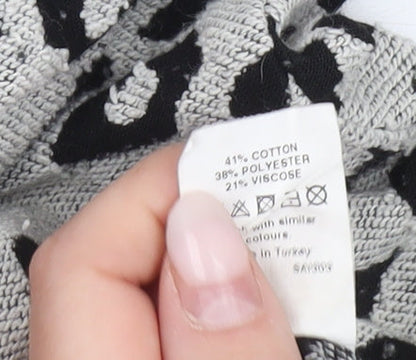 41% COTTON
38% POLYESTER
21% VISCOSE
with similar
colours.
in Turkey